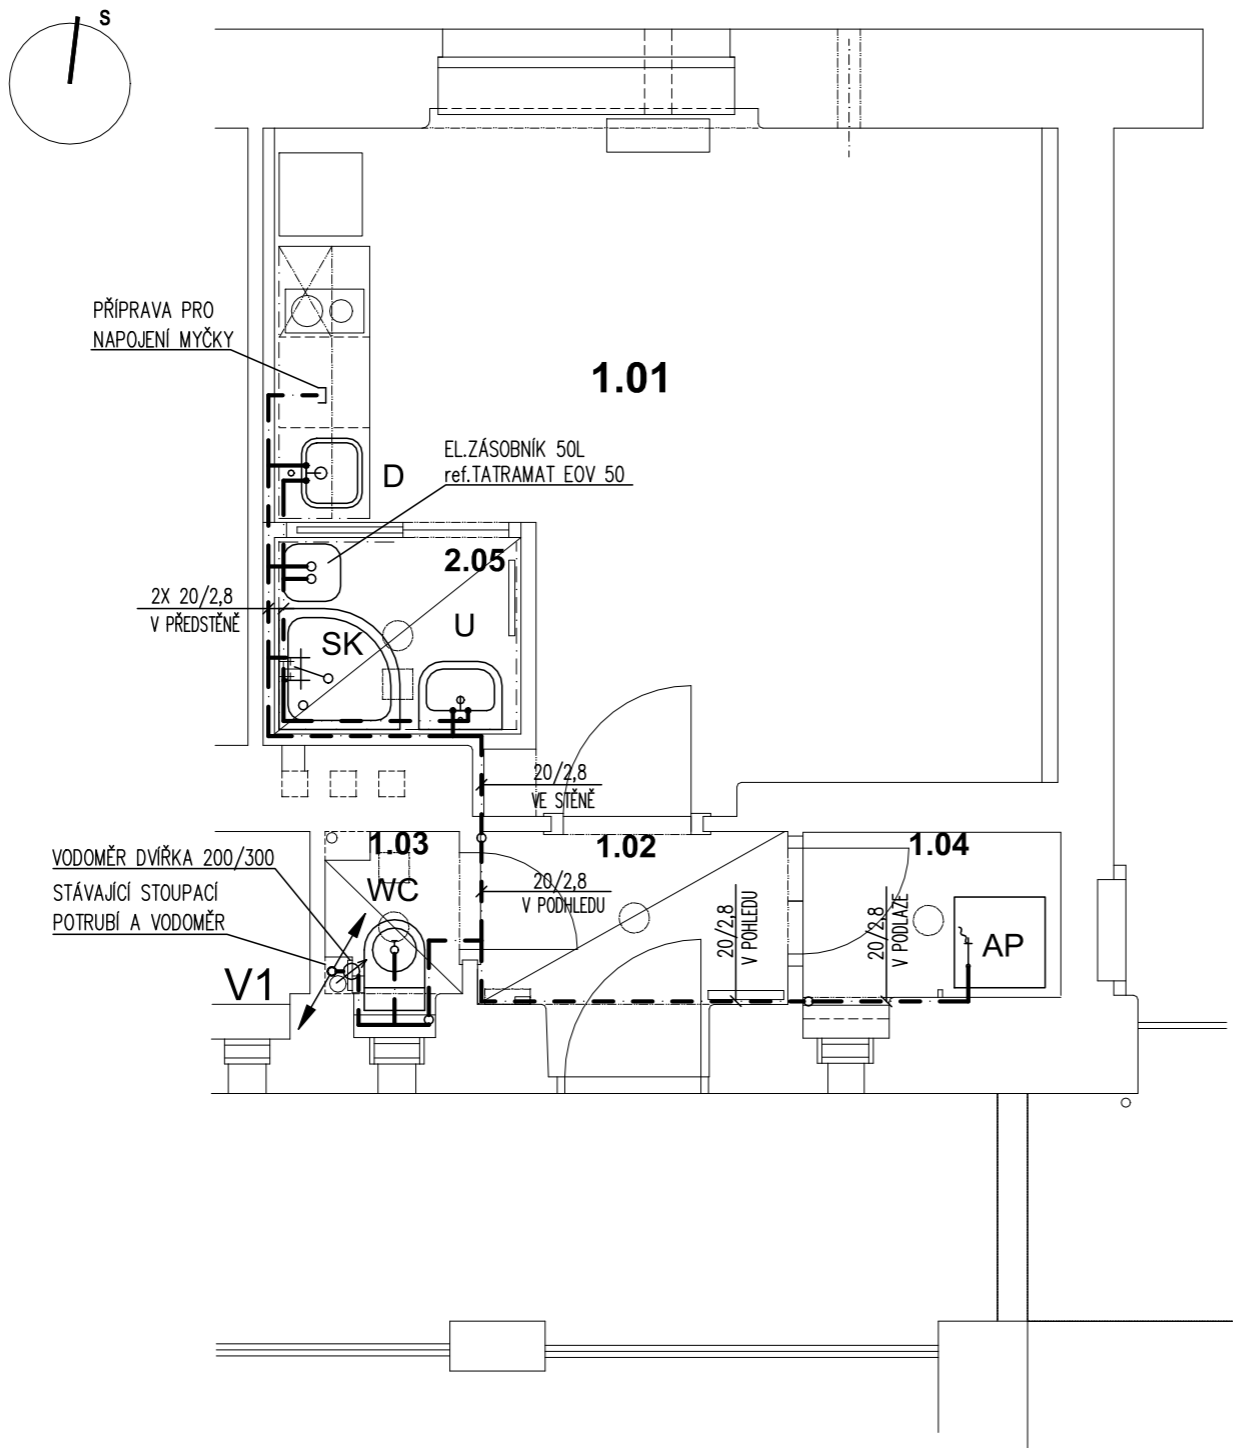 S
PŘÍPRAVA PRO
NAPOJENÍ MYČKY
1.01
EL.ZÁSOBNÍK 50L
ref.TATRAMAT EOV 50
D
2.05
2X 20/2,8
V PŘEDSTĚNĚ
SK
U
20/2,8
VE STĚNĚ
1.03
1.02
1.04
VODOMĚR DVÍŘKA 200/300
STÁVAJÍCÍ STOUPACÍ
POTRUBÍ A VODOMĚR
WC
20/2,8
V PODHLEDU
20/2,8
V POHLEDU
20/2,8
V PODLAZE
AP
V1